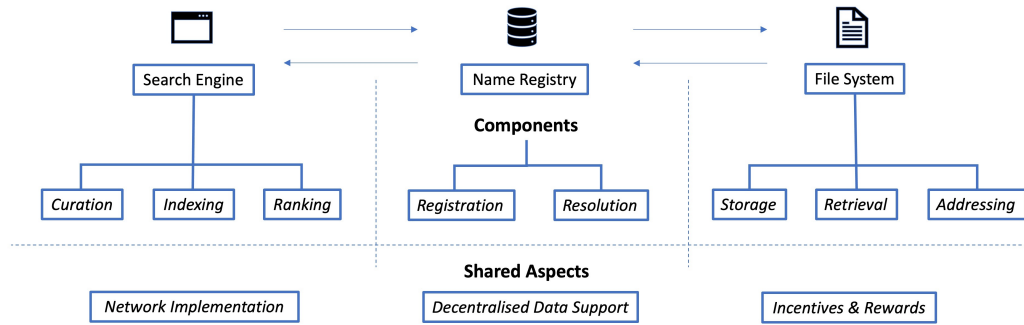 Search Engine
Name Registry
File System
Components
Curation
Indexing
Ranking
Registration
Resolution
Storage
Retrieval
Addressing
Shared Aspects
Network Implementation
Decentralised Data Support
Incentives & Rewards